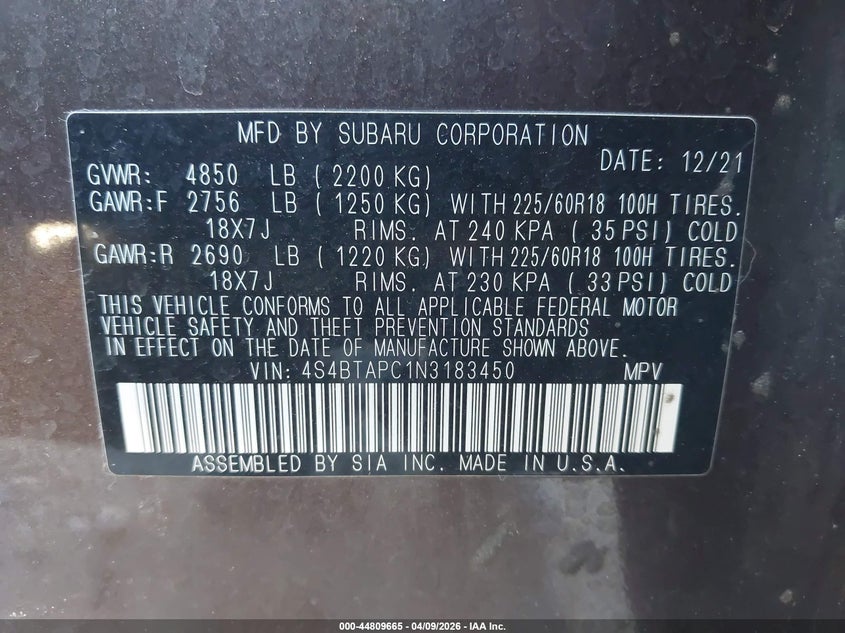 MFD BY SUBARU CORPORATION
DATE: 12/21
GVWR: 4850 LB ( 2200 KG)
GAWR:F 2756 LB ( 1250 KG) WITH 225/60R18 100H TIRES.
18X7J RIMS. AT 240 KPA ( 35 PSI) COLD
GAWR:R 2690 LB ( 1220 KG) WITH 225/60R18 100H TIRES.
18X7J RIMS. AT 230 KPA ( 33 PSI) COLD
THIS VEHICLE CONFORMS TO ALL APPLICABLE FEDERAL MOTOR
VEHICLE SAFETY AND THEFT PREVENTION STANDARDS
IN EFFECT ON THE DATE OF MANUFACTURE SHOWN ABOVE.
VIN: 4S4BTAPC1N3183450 MPV
ASSEMBLED BY SIA INC. MADE IN U.S.A.
000-44809665 - 04/09/2026 - IAA Inc.